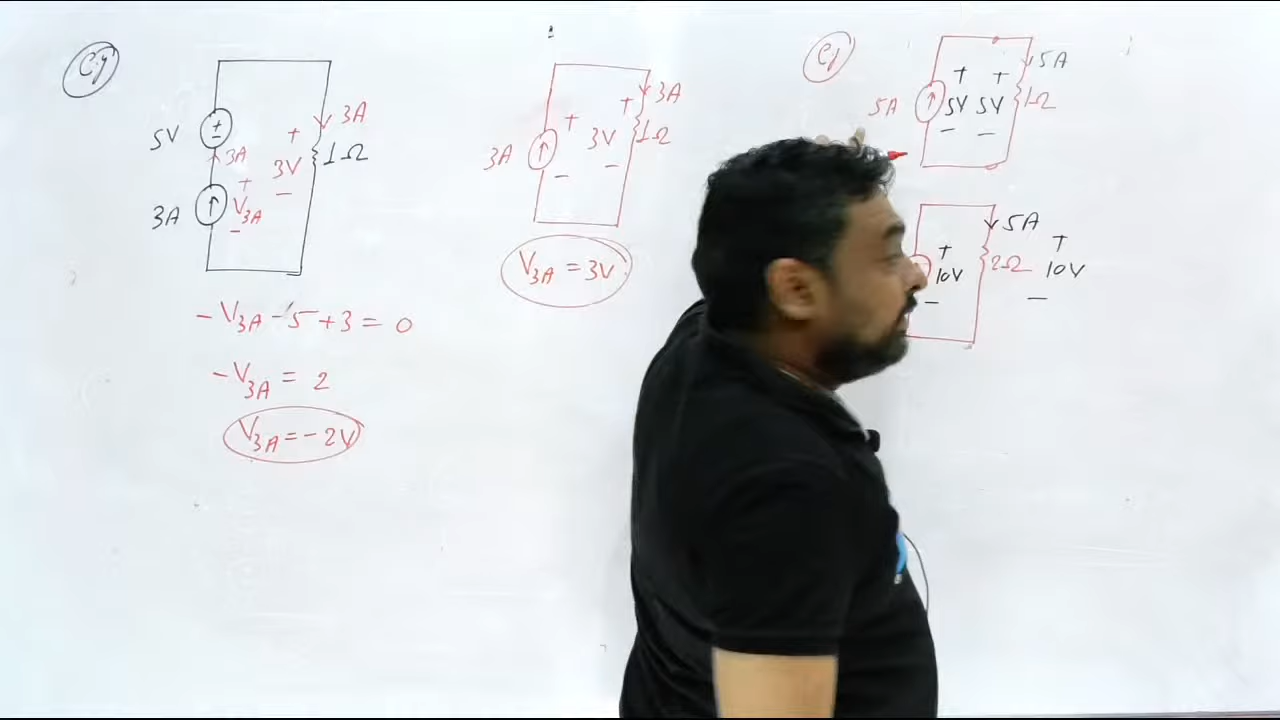 e.g
5V
+
-
3A
3A
+
V3A
-
+
3V
-
3A
1Ω
-V3A - 5 + 3 = 0
-V3A = 2
V3A = -2V
3A
+
-
+
3V
-
3A
1Ω
V3A = 3V
e.g
5A
+
5V
-
+
5V
-
5A
1Ω
+
10V
-
5A
2Ω
+
10V
-